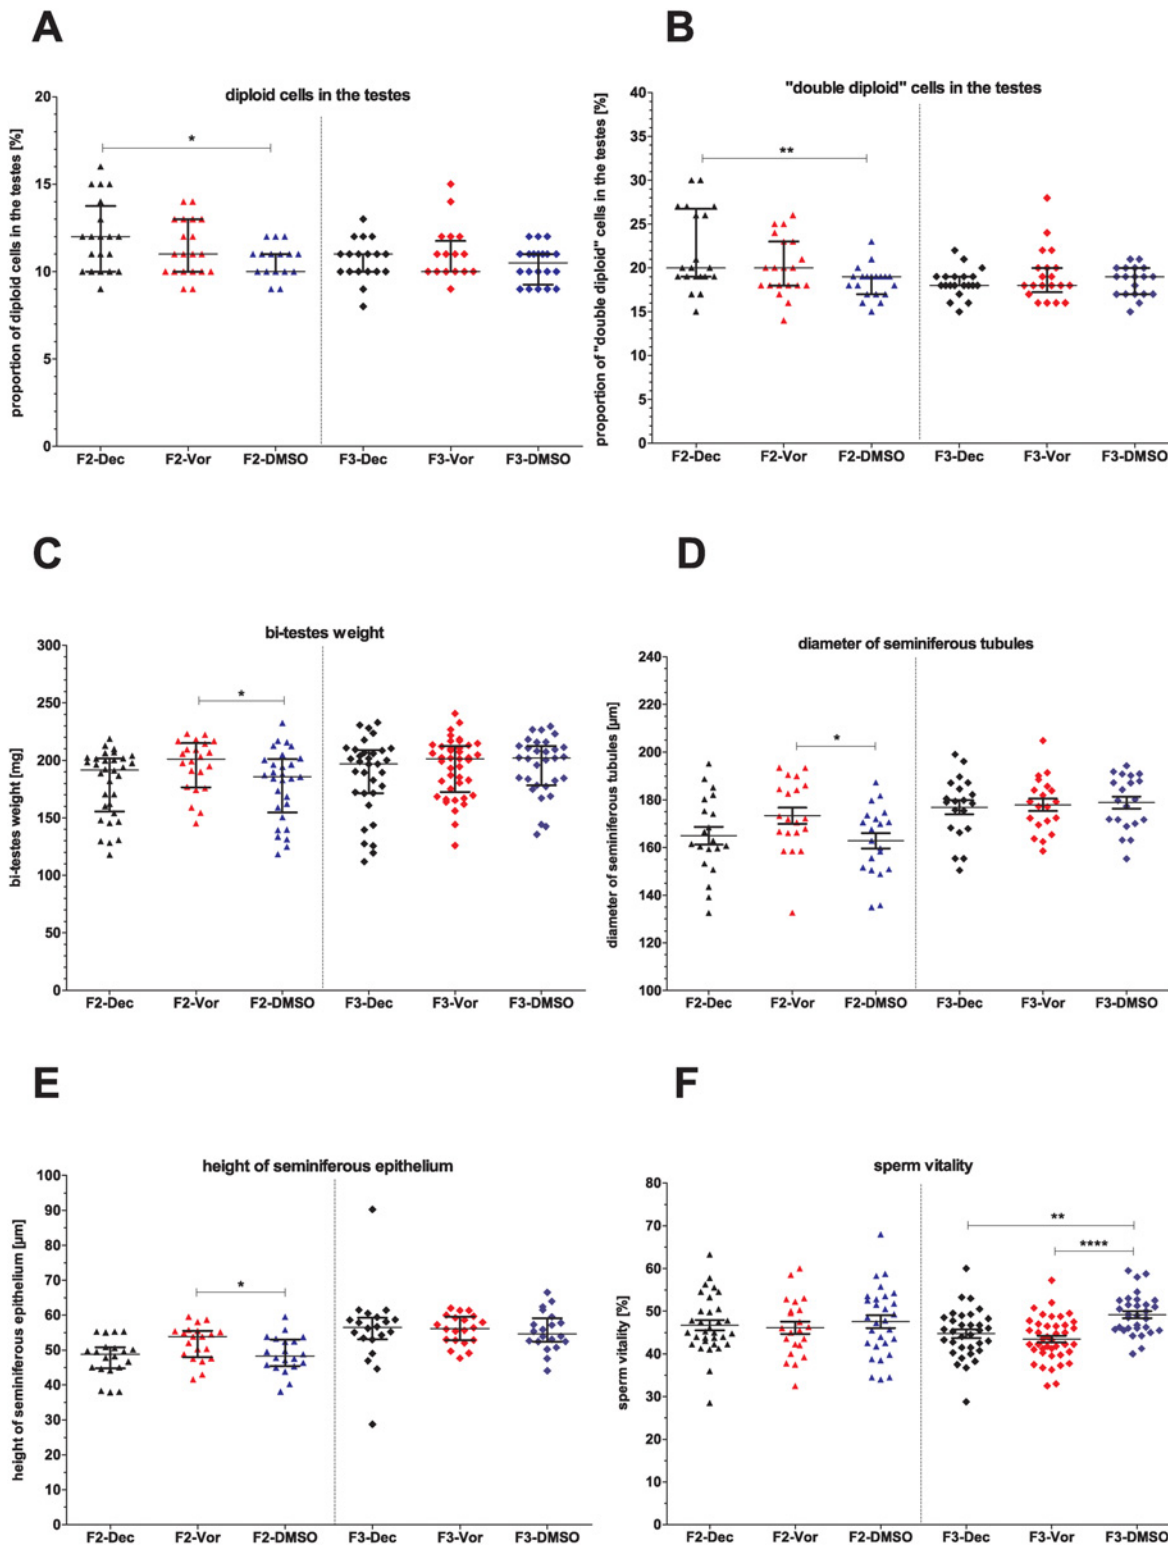 A
diploid cells in the testes
proportion of diploid cells in the testes [%]
20
15
10
5
0
*
F2-Dec F2-Vor F2-DMSO F3-Dec F3-Vor F3-DMSO
B
"double diploid" cells in the testes
proportion of "double diploid" cells in the testes [%]
40
35
30
25
20
15
10
5
0
**
F2-Dec F2-Vor F2-DMSO F3-Dec F3-Vor F3-DMSO
C
bi-testes weight
bi-testes weight [mg]
300
250
200
150
100
50
0
*
F2-Dec F2-Vor F2-DMSO F3-Dec F3-Vor F3-DMSO
D
diameter of seminiferous tubules
diameter of seminiferous tubules [µm]
240
220
200
180
160
140
120
100
*
F2-Dec F2-Vor F2-DMSO F3-Dec F3-Vor F3-DMSO
E
height of seminiferous epithelium
height of seminiferous epithelium [µm]
100
90
80
70
60
50
40
30
20
10
0
*
F2-Dec F2-Vor F2-DMSO F3-Dec F3-Vor F3-DMSO
F
sperm vitality
sperm vitality [%]
80
70
60
50
40
30
20
10
0
**
****
F2-Dec F2-Vor F2-DMSO F3-Dec F3-Vor F3-DMSO